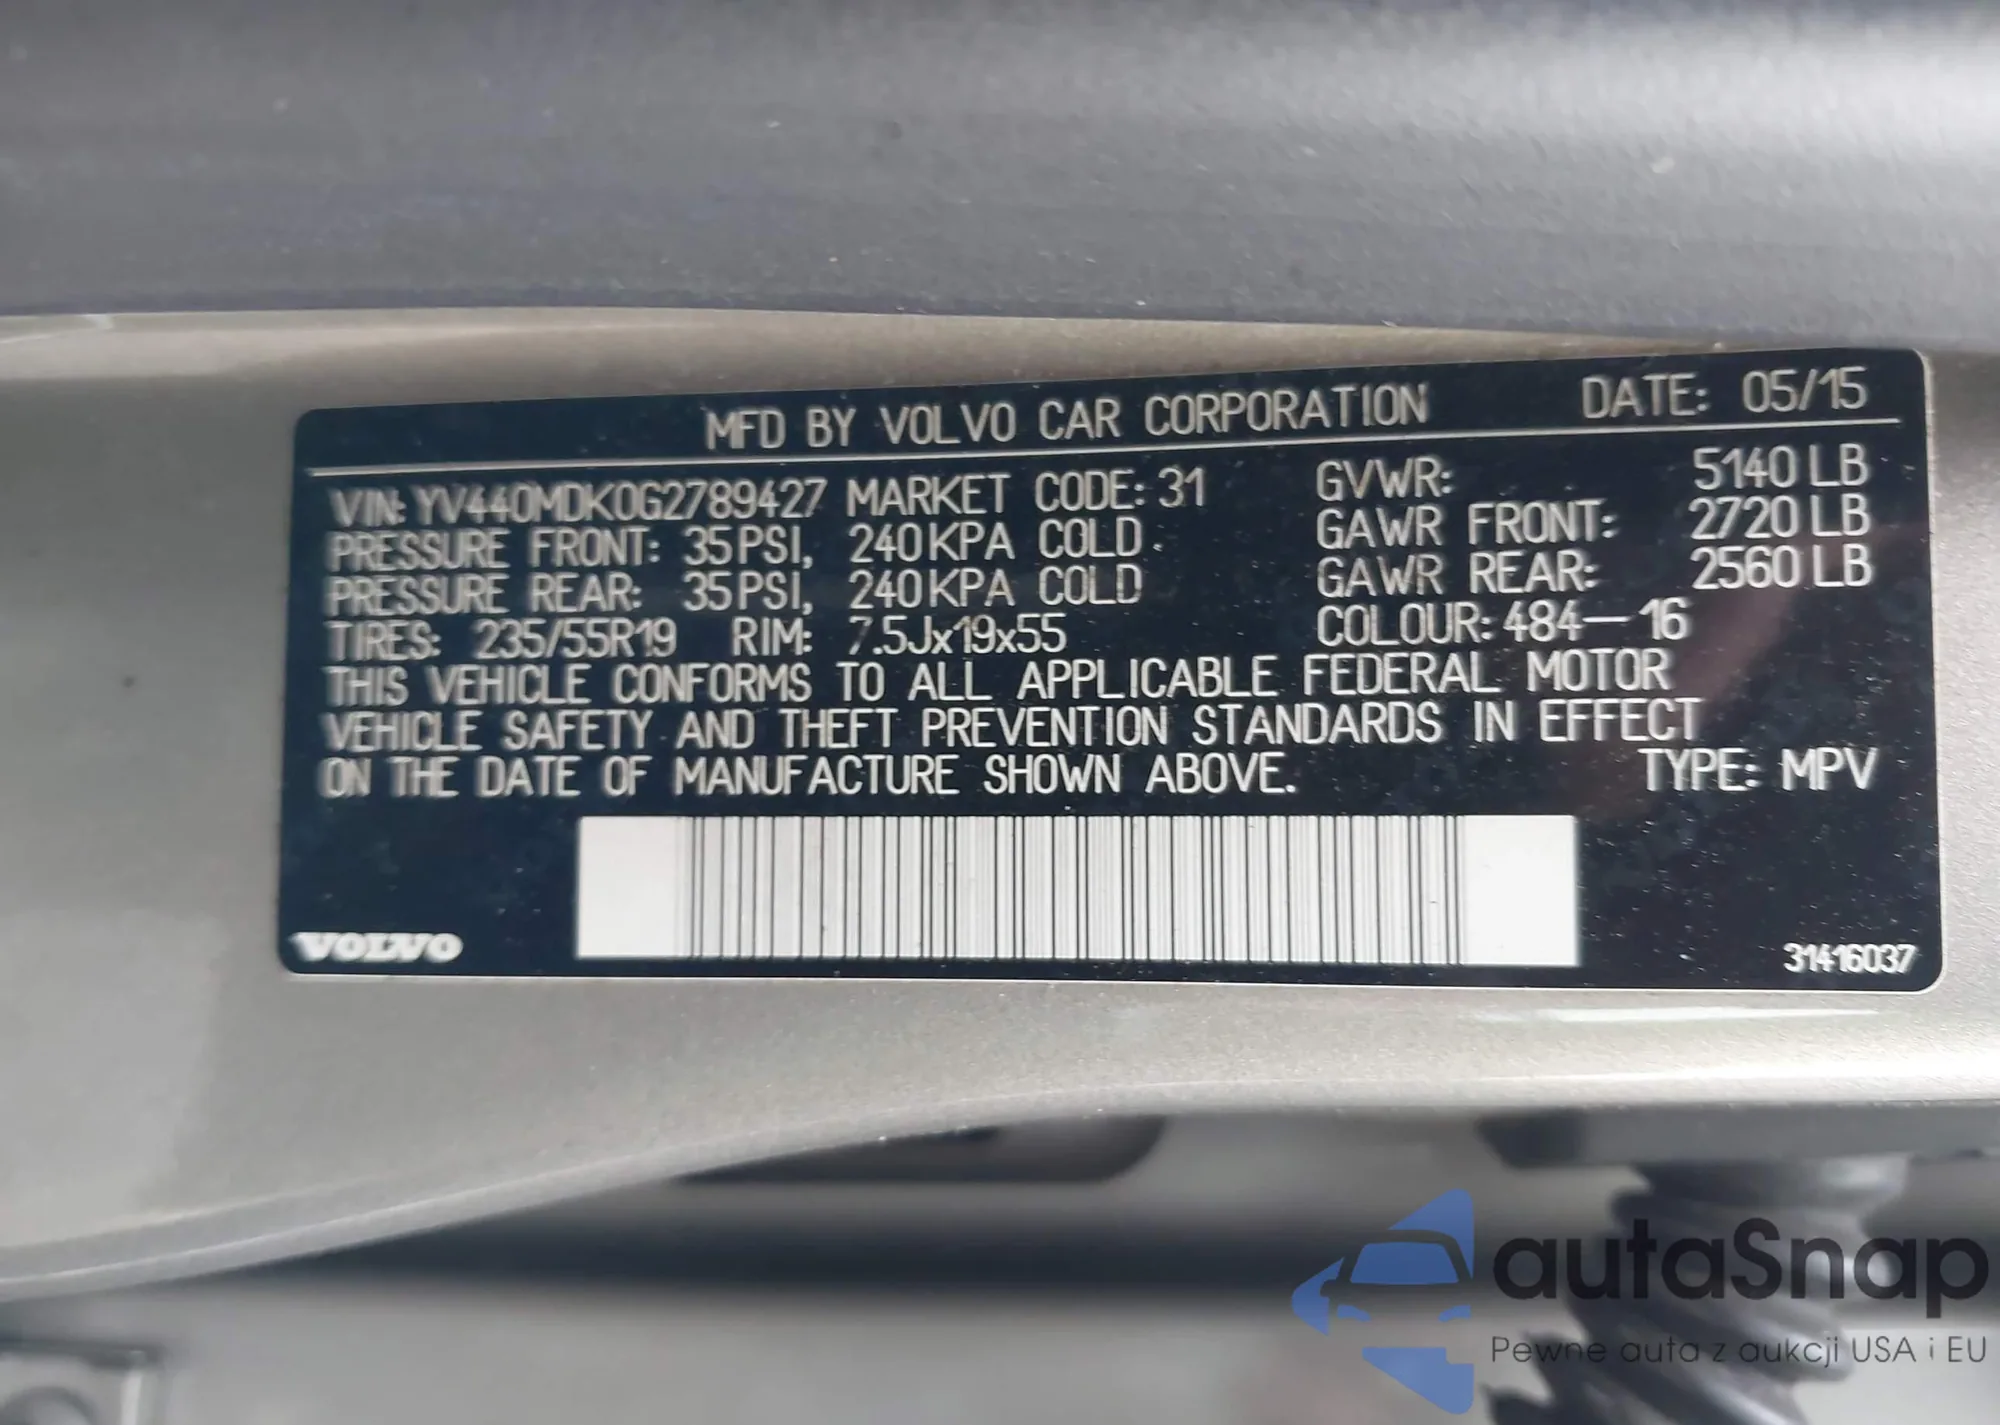 MFD BY VOLVO CAR CORPORATION DATE: 05/15
VIN: YV440MDK0G2789427 MARKET CODE: 31 GVWR: 5140 LB
PRESSURE FRONT: 35 PSI, 240 KPA COLD GAWR FRONT: 2720 LB
PRESSURE REAR: 35 PSI, 240 KPA COLD GAWR REAR: 2560 LB
TIRES: 235/55R19 RIM: 7.5Jx19x55 COLOUR: 484—16
THIS VEHICLE CONFORMS TO ALL APPLICABLE FEDERAL MOTOR
VEHICLE SAFETY AND THEFT PREVENTION STANDARDS IN EFFECT
ON THE DATE OF MANUFACTURE SHOWN ABOVE. TYPE: MPV
VOLVO 31416037
autaSnap
Pewne auta z aukcji USA i EU